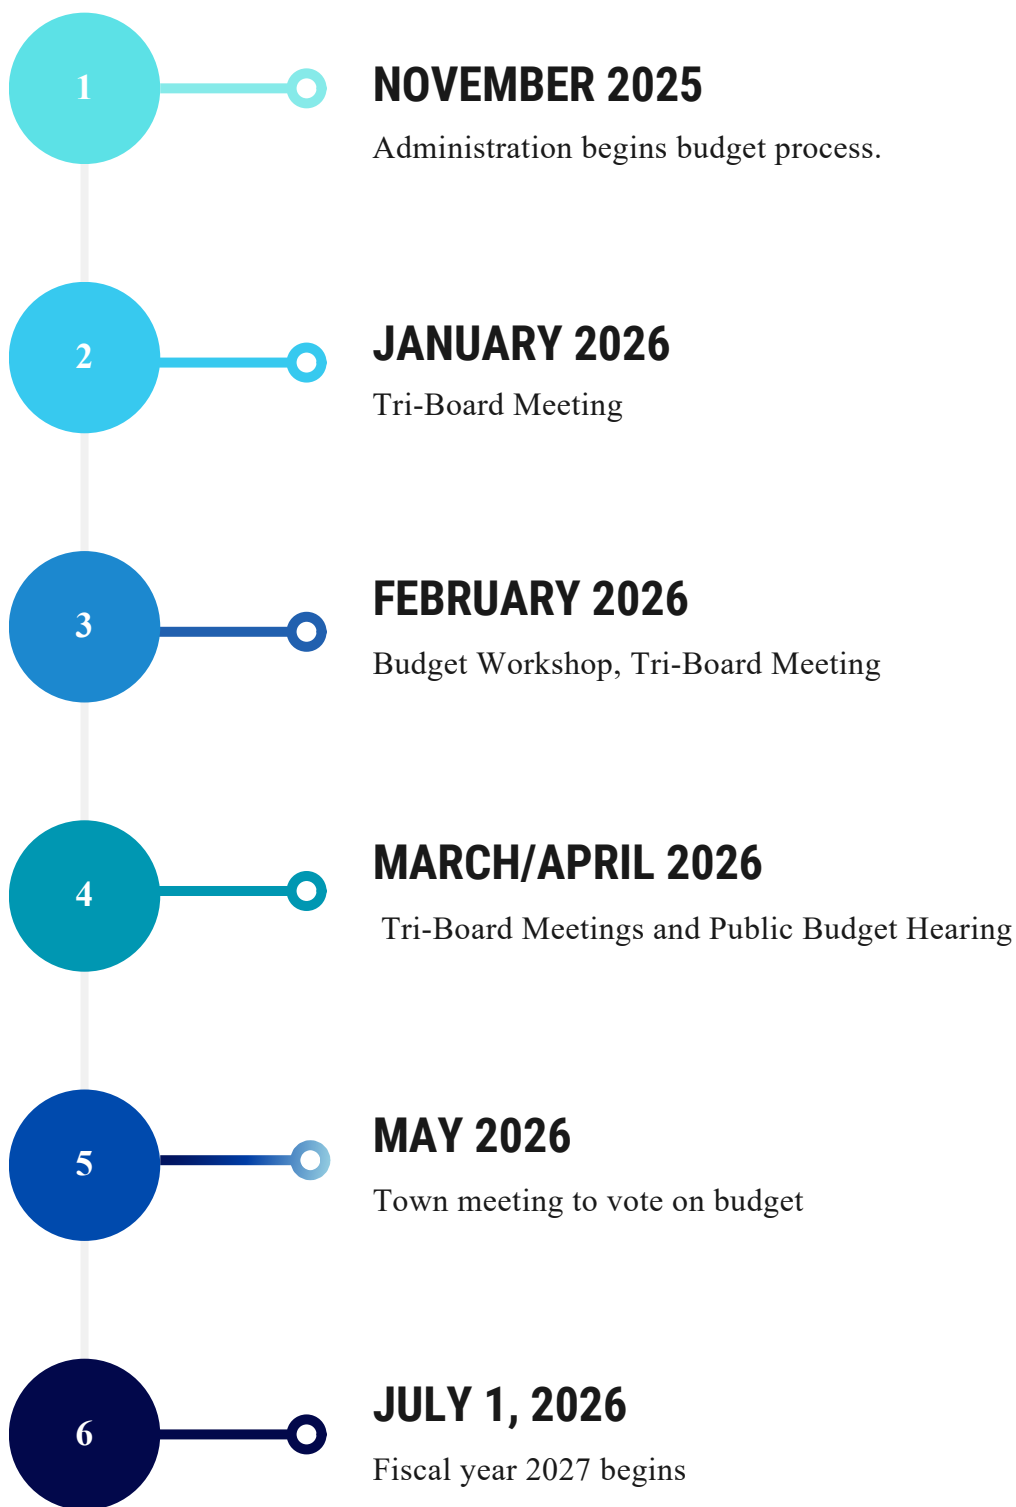 1
NOVEMBER 2025
Administration begins budget process.
2
JANUARY 2026
Tri-Board Meeting
3
FEBRUARY 2026
Budget Workshop, Tri-Board Meeting
4
MARCH/APRIL 2026
Tri-Board Meetings and Public Budget Hearing
5
MAY 2026
Town meeting to vote on budget
6
JULY 1, 2026
Fiscal year 2027 begins